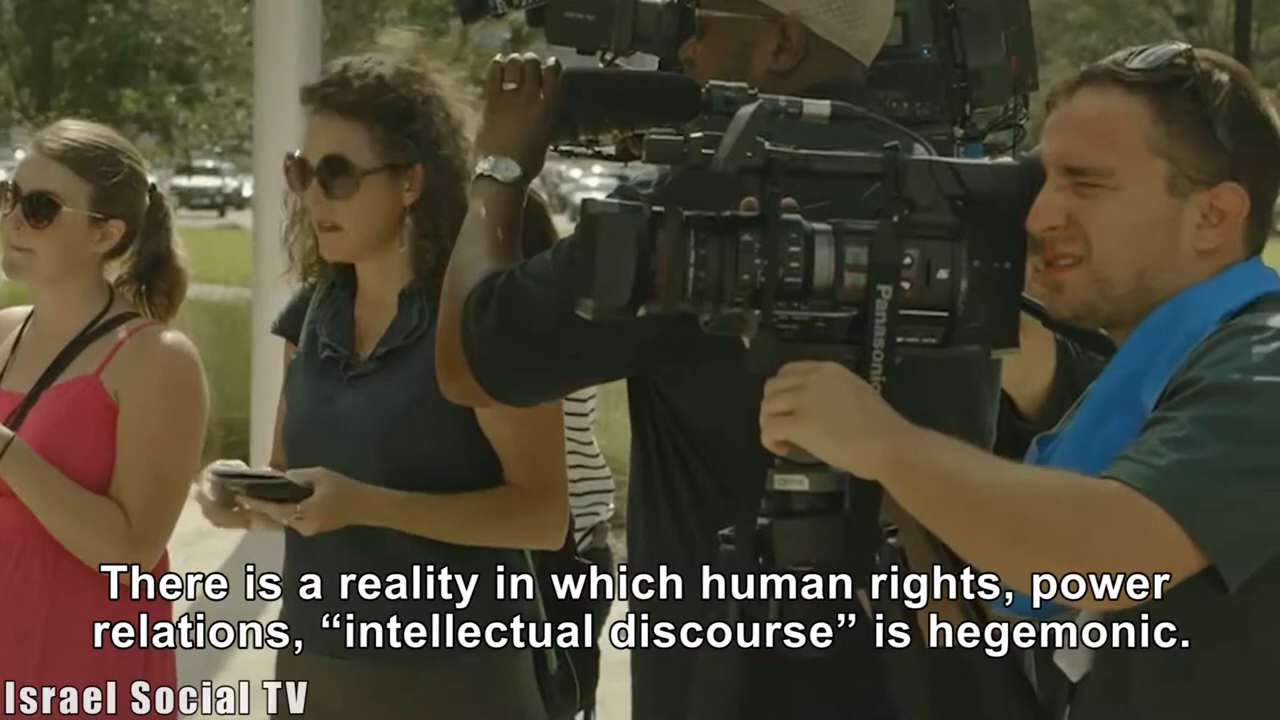 Panasonic
There is a reality in which human rights, power
relations, “intellectual discourse” is hegemonic.
Israel Social TV